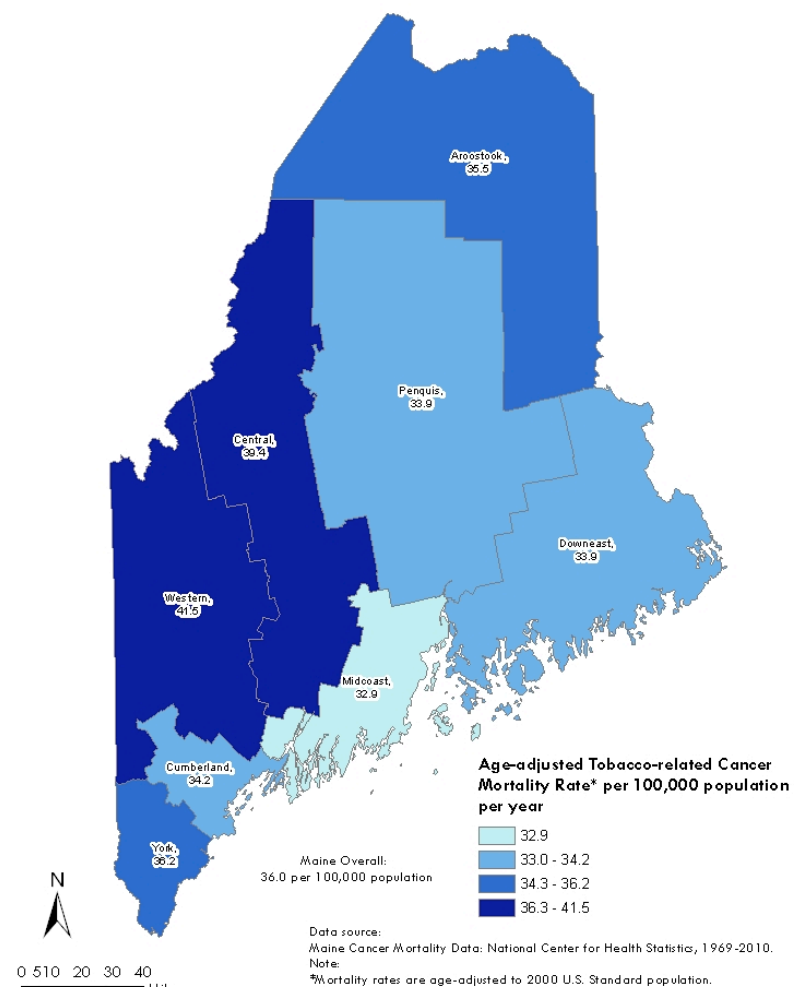 Aroostook,
35.5
Penquis,
33.9
Central,
39.4
Downeast,
33.9
Western,
41.5
Midcoast,
32.9
Cumberland,
34.2
York,
36.2
Age-adjusted Tobacco-related Cancer
Mortality Rate* per 100,000 population
per year
32.9
33.0 - 34.2
34.3 - 36.2
36.3 - 41.5
Maine Overall:
36.0 per 100,000 population
N
Data source:
Maine Cancer Mortality Data: National Center for Health Statistics, 1969-2010.
Note:
*Mortality rates are age-adjusted to 2000 U.S. Standard population.
0 5 10 20 30 40